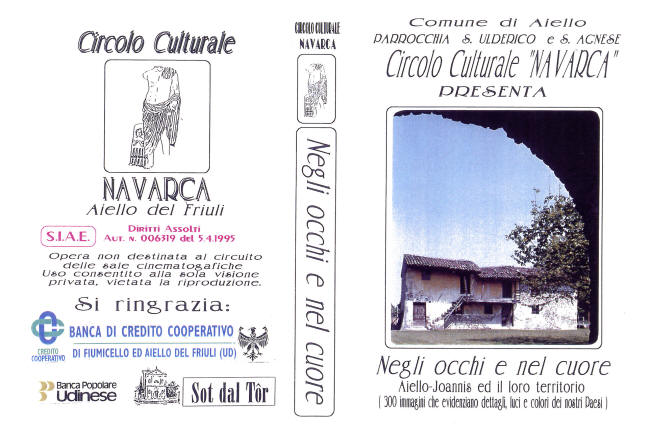 Circolo Culturale
NAVARCA
Aiello del Friuli
S.I.A.E.
Diritti Assolti
Aut. n. 006319 del 5.4.1995
Opera non destinata al circuito
delle sale cinematografiche
Uso consentito alla sola visione
privata, vietata la riproduzione.
Si ringrazia:
CREDITO
COOPERATIVO
BANCA DI CREDITO COOPERATIVO
DI FIUMICELLO ED AIELLO DEL FRIULI (UD)
Banca Popolare
Udinese
Sot dal Tôr
CIRCOLO CULTURALE
NAVARCA
Negli occhi e nel cuore
Comune di Aiello
PARROCCHIA S. ULDERICO e S. AGNESE
Circolo Culturale "NAVARCA"
PRESENTA
Negli occhi e nel cuore
Aiello-Joannis ed il loro territorio
( 300 immagini che evidenziano dettagli, luci e colori dei nostri Paesi )